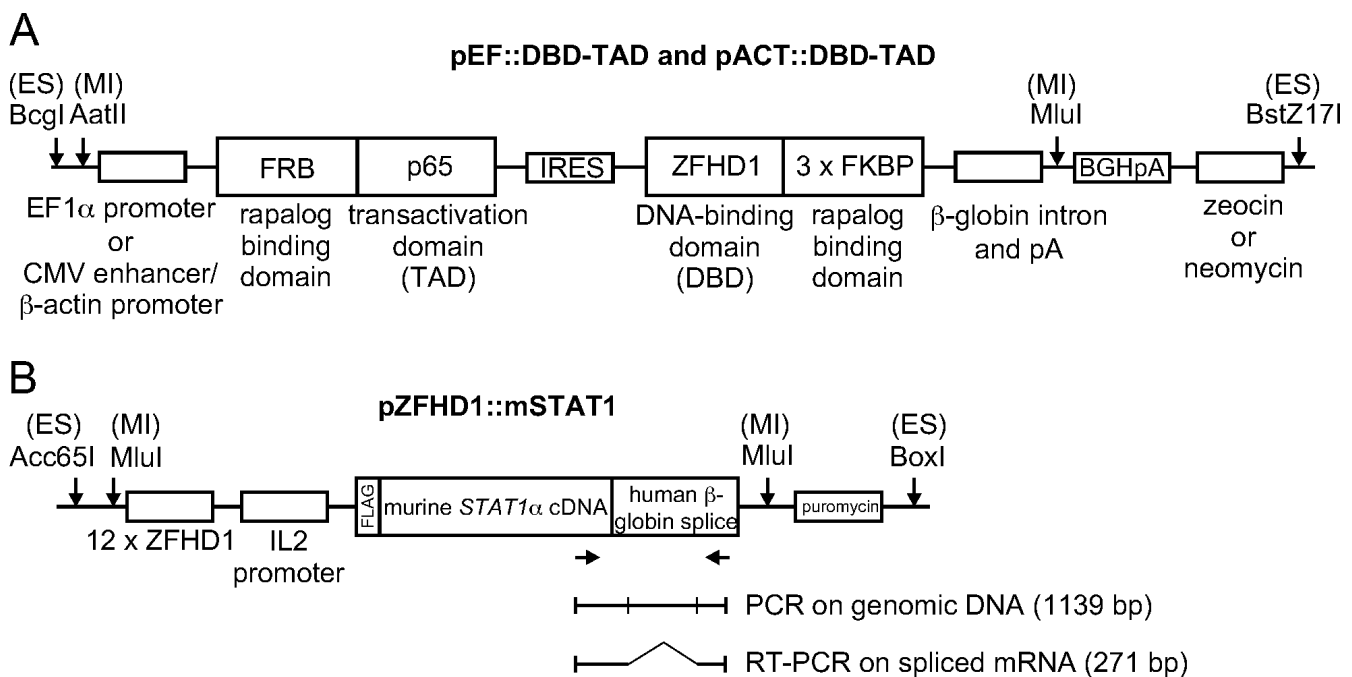 A
pEF::DBD-TAD and pACT::DBD-TAD
(ES) (MI) (MI) (ES)
BcgI AatII MluI BstZ17I
FRB p65 IRES ZFHD1 3 x FKBP BGHpA
EF1α promoter
or
CMV enhancer/
β-actin promoter
rapalog
binding
domain
transactivation
domain
(TAD)
DNA-binding
domain
(DBD)
rapalog
binding
domain
β-globin intron
and pA
zeocin
or
neomycin
B
pZFHD1::mSTAT1
(ES) (MI) (MI) (ES)
Acc65I MluI MluI BoxI
12 x ZFHD1
IL2
promoter
FLAG
murine STAT1α cDNA
human β-
globin splice
puromycin
PCR on genomic DNA (1139 bp)
RT-PCR on spliced mRNA (271 bp)